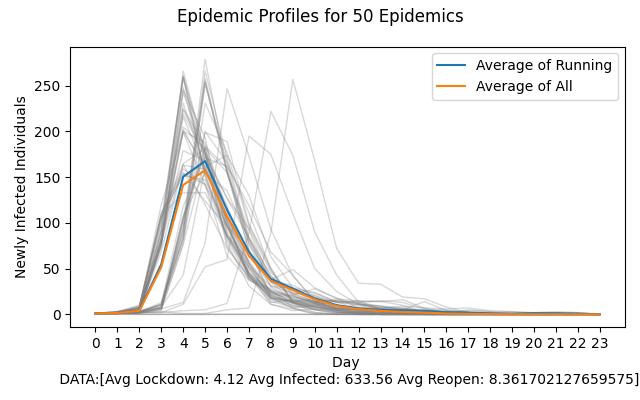 Epidemic Profiles for 50 Epidemics
Average of Running
Average of All
Newly Infected Individuals
250
200
150
100
50
0
0 1 2 3 4 5 6 7 8 9 10 11 12 13 14 15 16 17 18 19 20 21 22 23
Day
DATA:[Avg Lockdown: 4.12 Avg Infected: 633.56 Avg Reopen: 8.361702127659575]